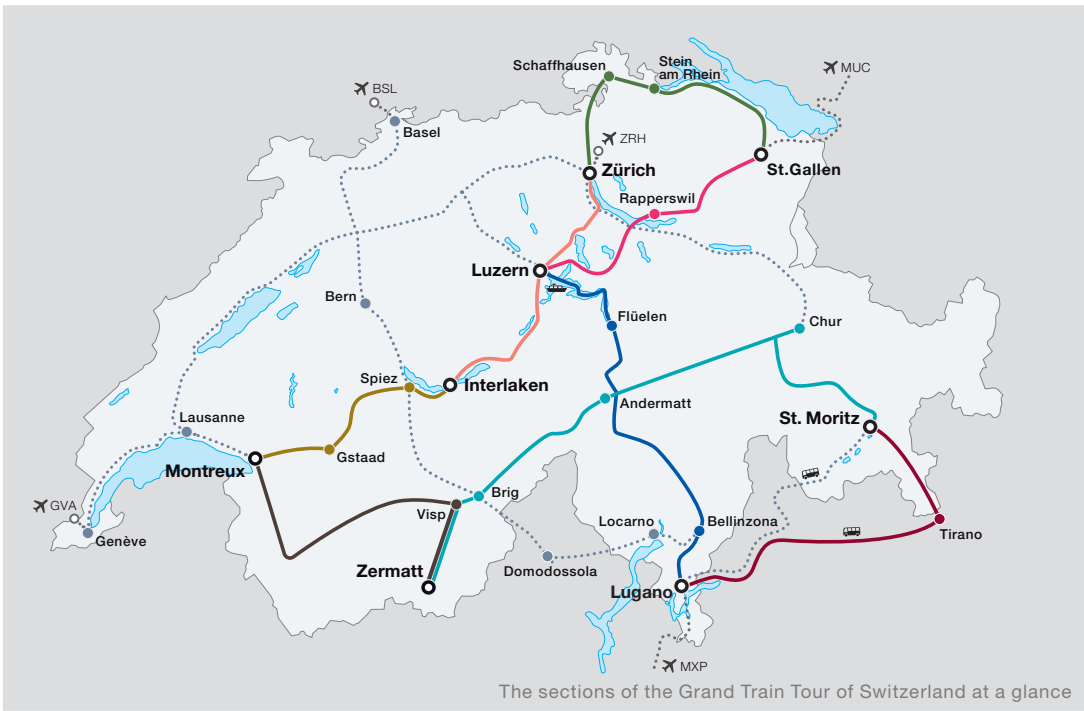 Schaffhausen
Stein
am Rhein
MUC
BSL
Basel
ZRH
Zürich
St.Gallen
Rapperswil
Luzern
Bern
Flüelen
Chur
Spiez
Interlaken
Andermatt
Lausanne
St. Moritz
Montreux
Gstaad
Brig
GVA
Visp
Genève
Locarno
Bellinzona
Tirano
Zermatt
Domodossola
Lugano
MXP
The sections of the Grand Train Tour of Switzerland at a glance